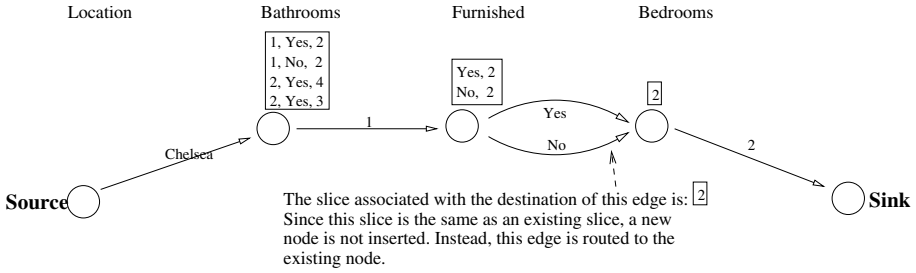 Location Bathrooms Furnished Bedrooms
1, Yes, 2
1, No, 2
2, Yes, 4
2, Yes, 3
Yes, 2
No, 2
2
Chelsea
1
Yes
No
2
Source
Sink
The slice associated with the destination of this edge is: 2
Since this slice is the same as an existing slice, a new
node is not inserted. Instead, this edge is routed to the
existing node.